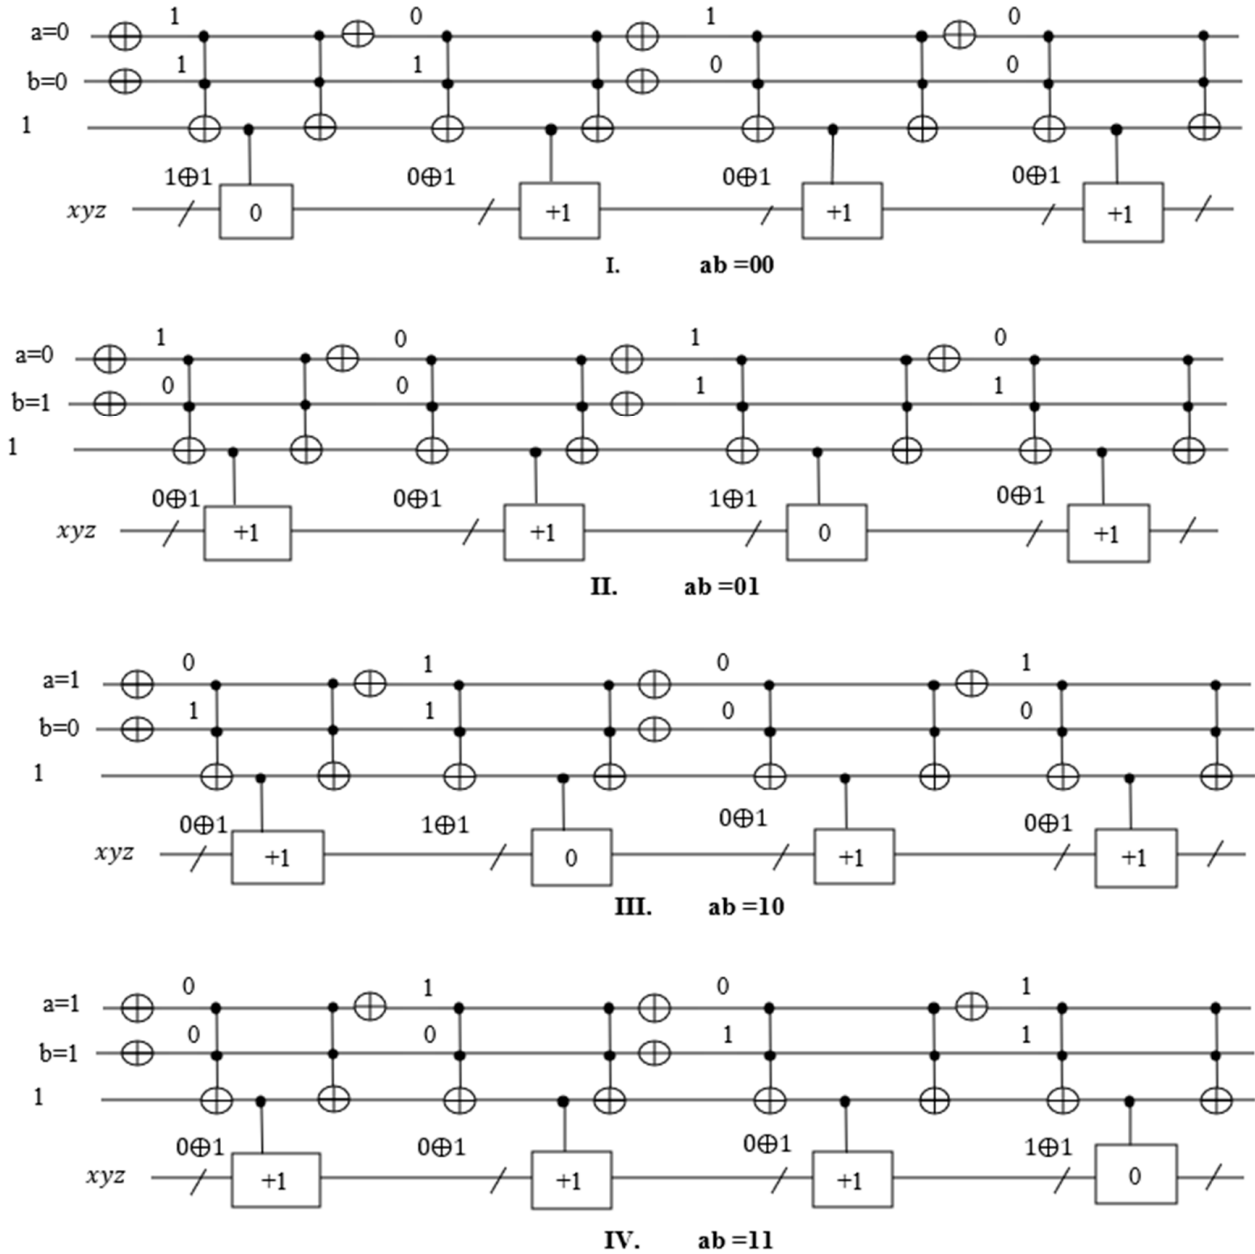 1 0 1 0
a=0
1 1 0 0
b=0
1
1⊕1 0⊕1 0⊕1 0⊕1
xyz 0 +1 +1 +1
I. ab =00
1 0 1 0
a=0
0 0 1 1
b=1
1
0⊕1 0⊕1 1⊕1 0⊕1
xyz +1 +1 0 +1
II. ab =01
0 1 0 1
a=1
1 1 0 0
b=0
1
0⊕1 1⊕1 0⊕1 0⊕1
xyz +1 0 +1 +1
III. ab =10
0 1 0 1
a=1
0 0 1 1
b=1
1
0⊕1 0⊕1 0⊕1 1⊕1
xyz +1 +1 +1 0
IV. ab =11